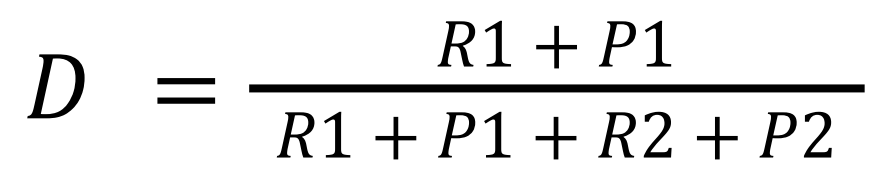 D = R1 + P1
R1 + P1 + R2 + P2